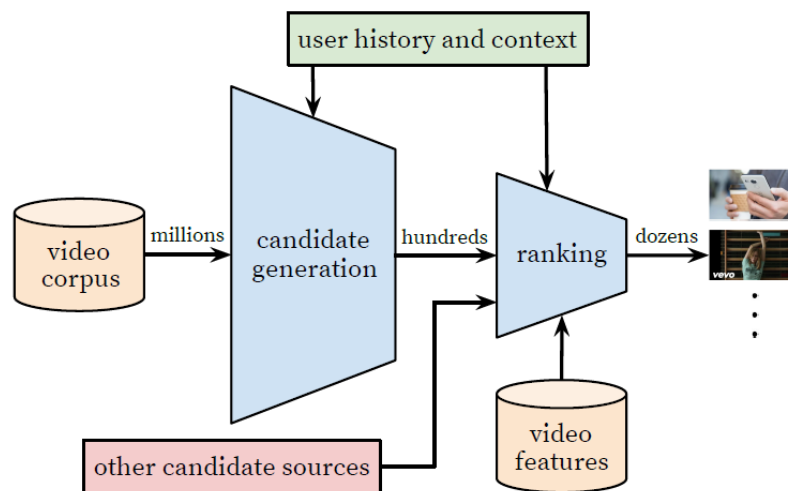 user history and context
millions
video
corpus
candidate
generation
hundreds
ranking
dozens
vevo
video
features
other candidate sources